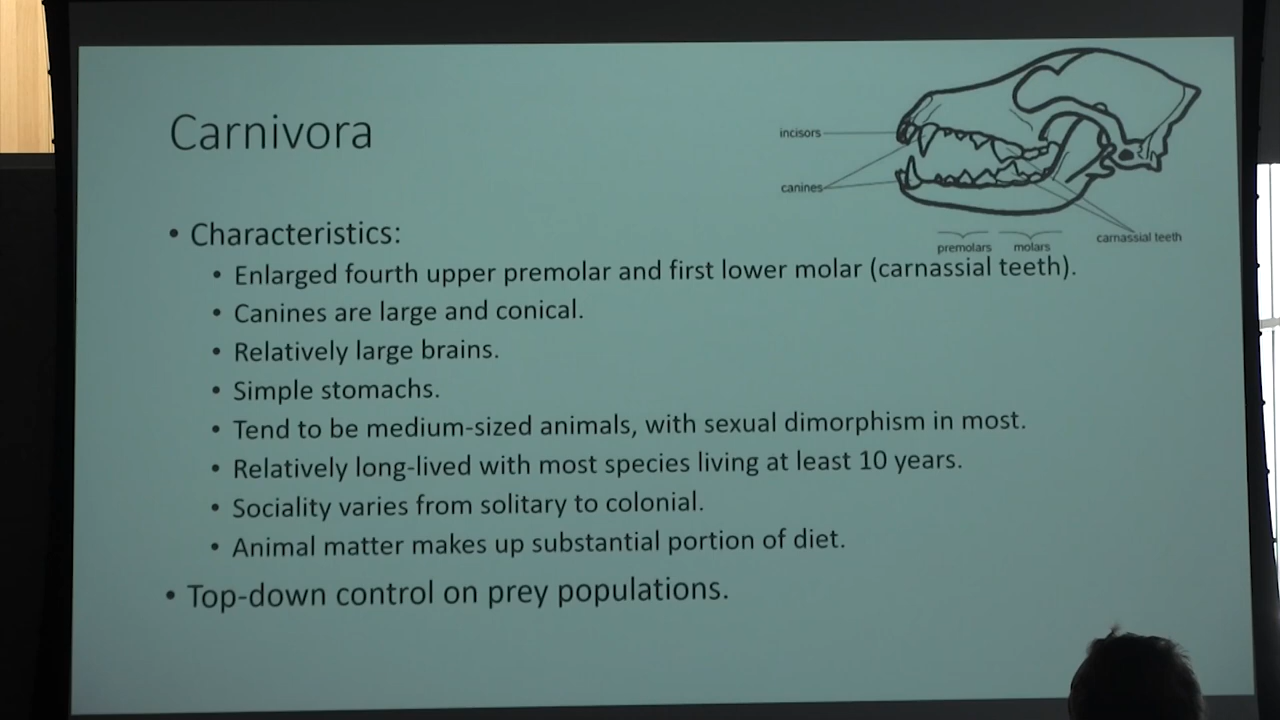 Carnivora
incisors
canines
premolars
molars
carnassial teeth
• Characteristics:
• Enlarged fourth upper premolar and first lower molar (carnassial teeth).
• Canines are large and conical.
• Relatively large brains.
• Simple stomachs.
• Tend to be medium-sized animals, with sexual dimorphism in most.
• Relatively long-lived with most species living at least 10 years.
• Sociality varies from solitary to colonial.
• Animal matter makes up substantial portion of diet.
• Top-down control on prey populations.